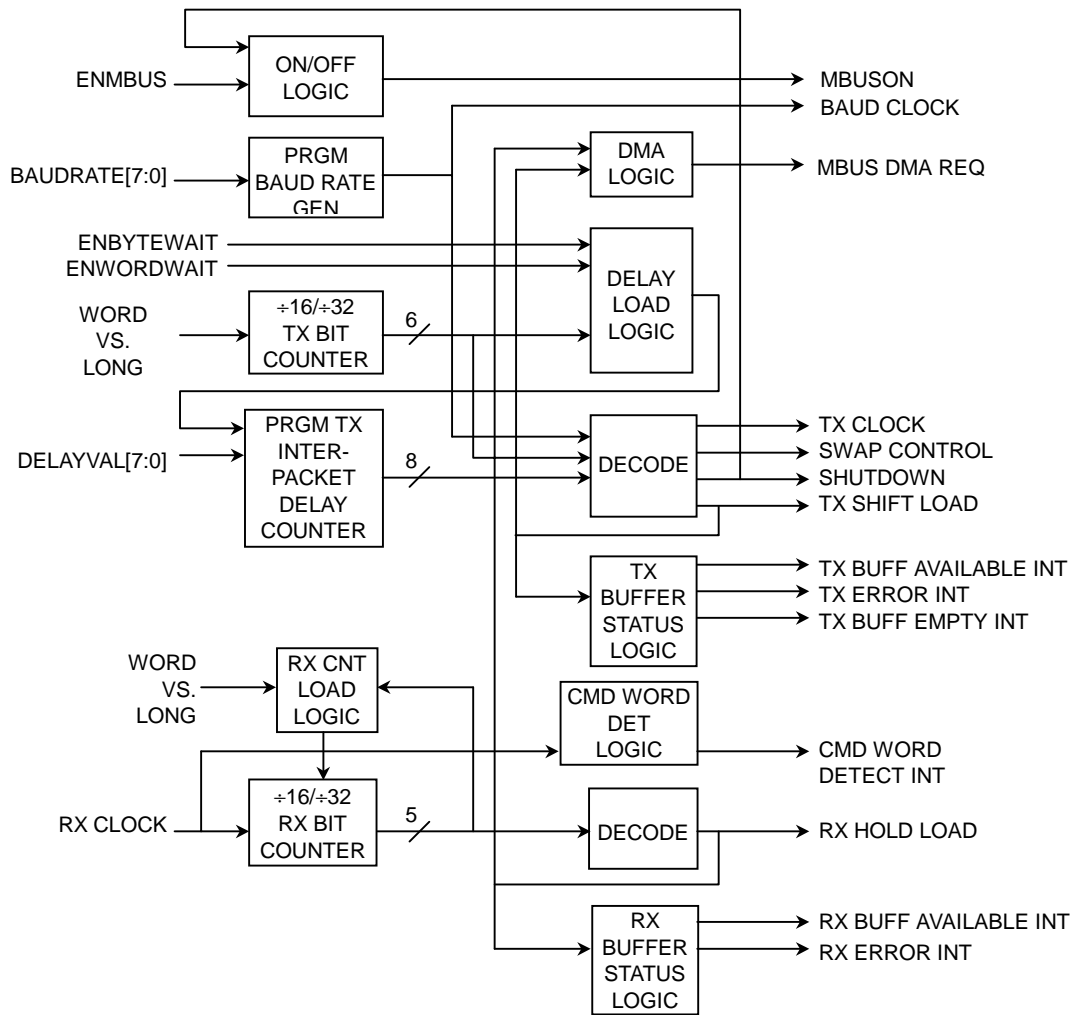 ENMBUS
ON/OFF
LOGIC
MBUSON
BAUD CLOCK
BAUDRATE[7:0]
PRGM
BAUD RATE
GEN
DMA
LOGIC
MBUS DMA REQ
ENBYTEWAIT
ENWORDWAIT
DELAY
LOAD
LOGIC
WORD
VS.
LONG
÷16/÷32
TX BIT
COUNTER
6
DELAYVAL[7:0]
PRGM TX
INTER-
PACKET
DELAY
COUNTER
8
DECODE
TX CLOCK
SWAP CONTROL
SHUTDOWN
TX SHIFT LOAD
TX
BUFFER
STATUS
LOGIC
TX BUFF AVAILABLE INT
TX ERROR INT
TX BUFF EMPTY INT
WORD
VS.
LONG
RX CNT
LOAD
LOGIC
CMD WORD
DET
LOGIC
CMD WORD
DETECT INT
RX CLOCK
÷16/÷32
RX BIT
COUNTER
5
DECODE
RX HOLD LOAD
RX
BUFFER
STATUS
LOGIC
RX BUFF AVAILABLE INT
RX ERROR INT